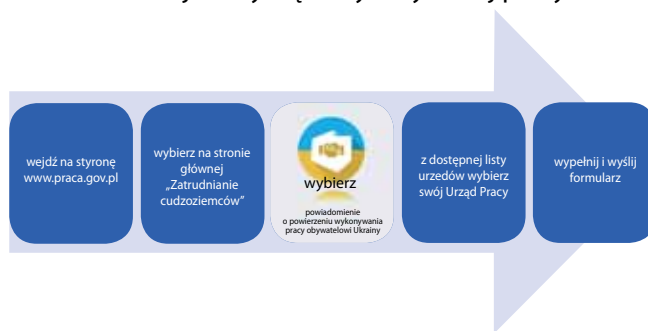 wejdź na styronę
www.praca.gov.pl
wybierz na stronie
głównej
„Zatrudnianie
cudzoziemców”
wybierz
powiadomienie
o powierzeniu wykonywania
pracy obywatelowi Ukrainy
z dostępnej listy
urzedów wybierz
swój Urząd Pracy
wypełnij i wyślij
formularz